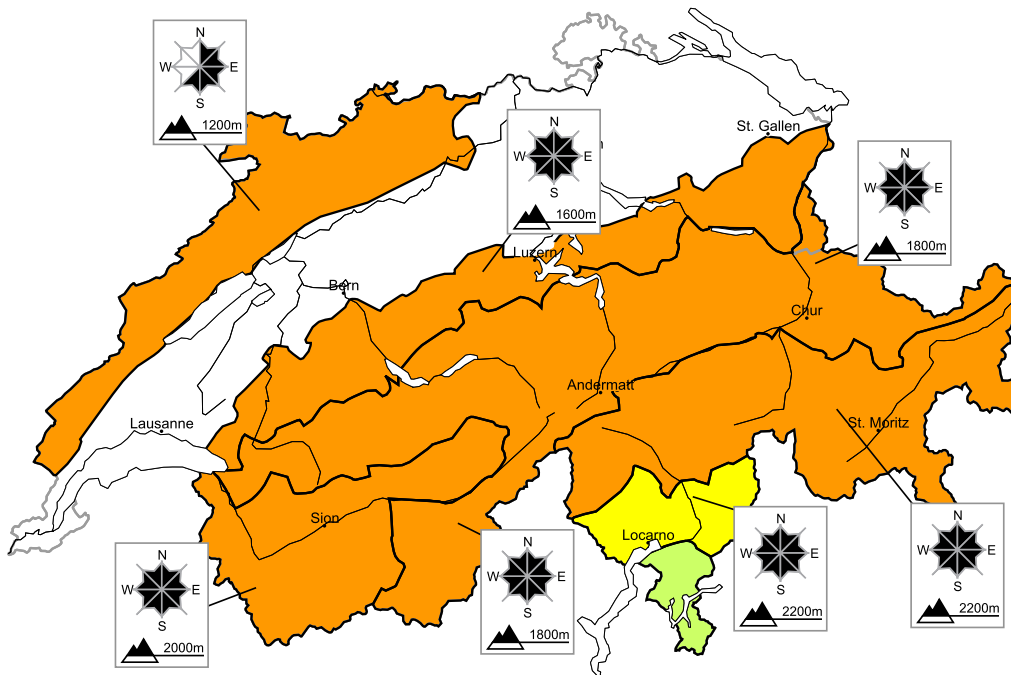 N
W E
S
1200m
N
W E
S
1600m
St. Gallen
N
W E
S
1800m
Luzern
Bern
Chur
Andermatt
Lausanne
St. Moritz
Sion
Locarno
N
W E
S
2000m
N
W E
S
1800m
N
W E
S
2200m
N
W E
S
2200m